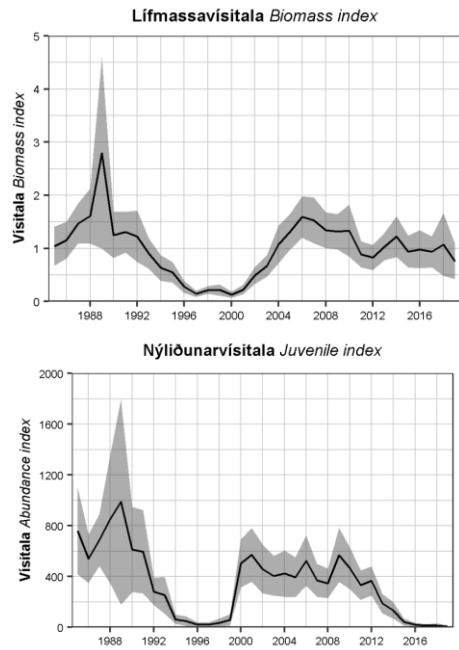 Lífmassavísitala Biomass index
Vísitala Biomass index
5
4
3
2
1
0
1988 1992 1996 2000 2004 2008 2012 2016
Nýliðunarvísitala Juvenile index
Vísitala Abundance index
2000
1600
1200
800
400
0
1988 1992 1996 2000 2004 2008 2012 2016